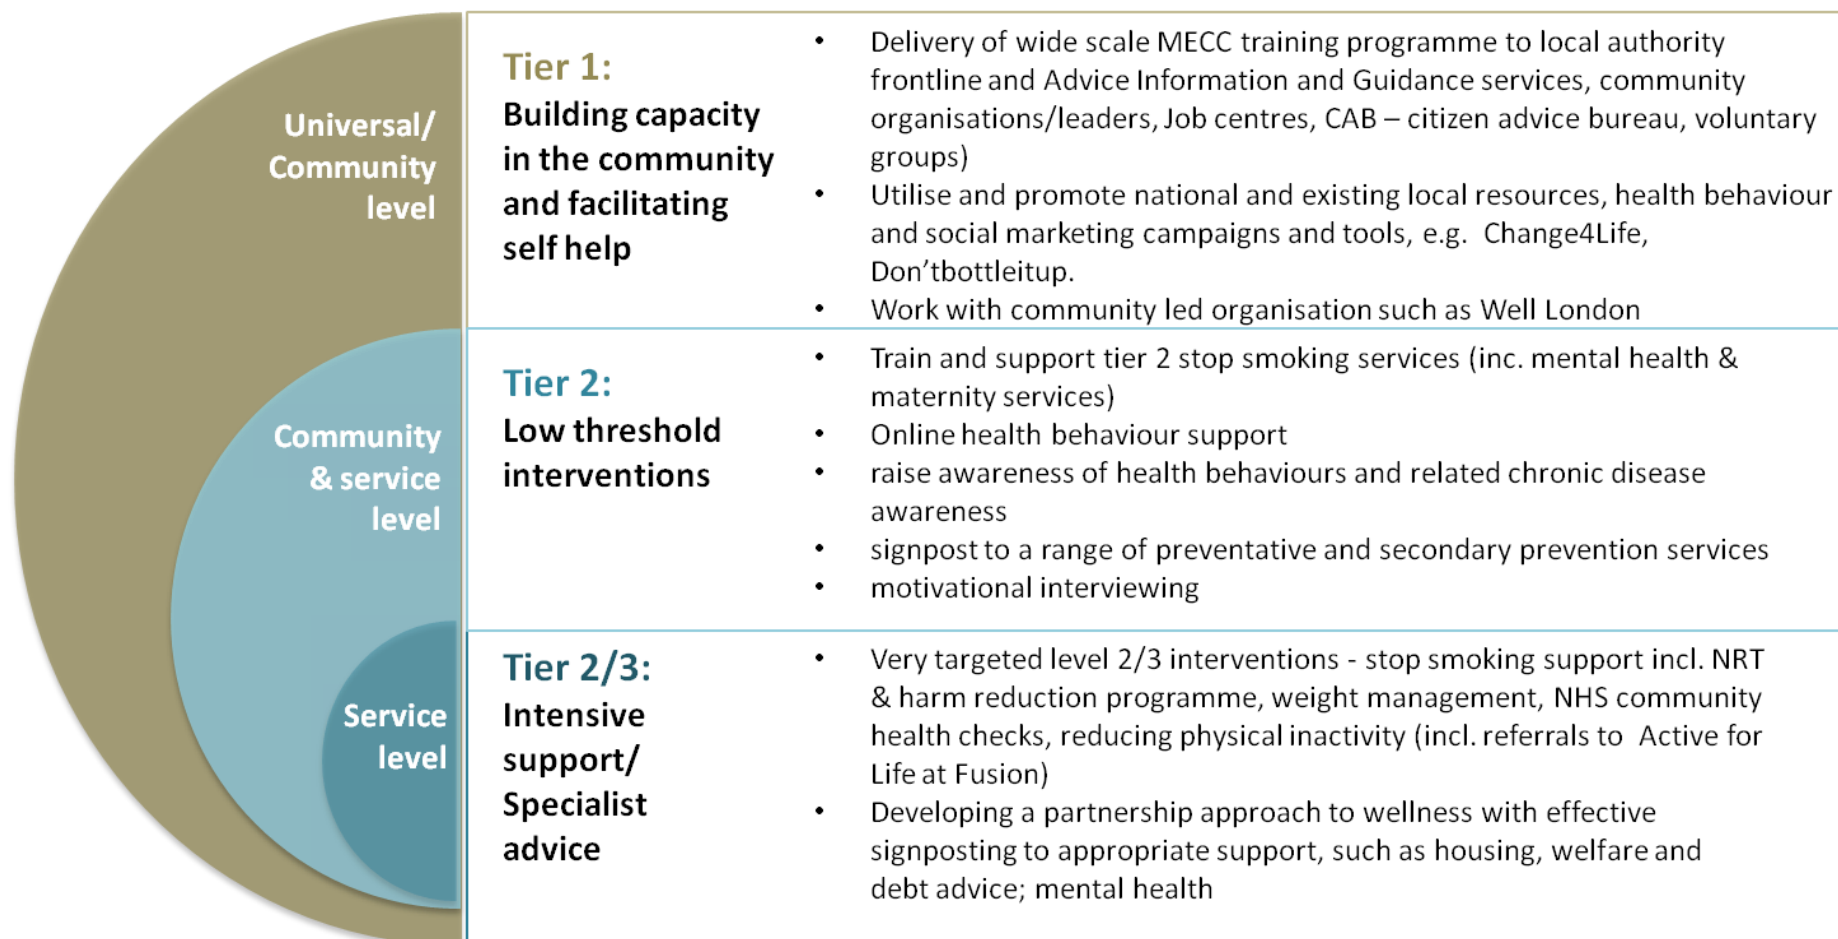 Universal/
Community
level
Tier 1:
Building capacity
in the community
and facilitating
self help
• Delivery of wide scale MECC training programme to local authority
frontline and Advice Information and Guidance services, community
organisations/leaders, Job centres, CAB – citizen advice bureau, voluntary
groups)
• Utilise and promote national and existing local resources, health behaviour
and social marketing campaigns and tools, e.g. Change4Life,
Don’tbottleitup.
• Work with community led organisation such as Well London
Community
& service
level
Tier 2:
Low threshold
interventions
• Train and support tier 2 stop smoking services (inc. mental health &
maternity services)
• Online health behaviour support
• raise awareness of health behaviours and related chronic disease
awareness
• signpost to a range of preventative and secondary prevention services
• motivational interviewing
Service
level
Tier 2/3:
Intensive
support/
Specialist
advice
• Very targeted level 2/3 interventions - stop smoking support incl. NRT
& harm reduction programme, weight management, NHS community
health checks, reducing physical inactivity (incl. referrals to Active for
Life at Fusion)
• Developing a partnership approach to wellness with effective
signposting to appropriate support, such as housing, welfare and
debt advice; mental health